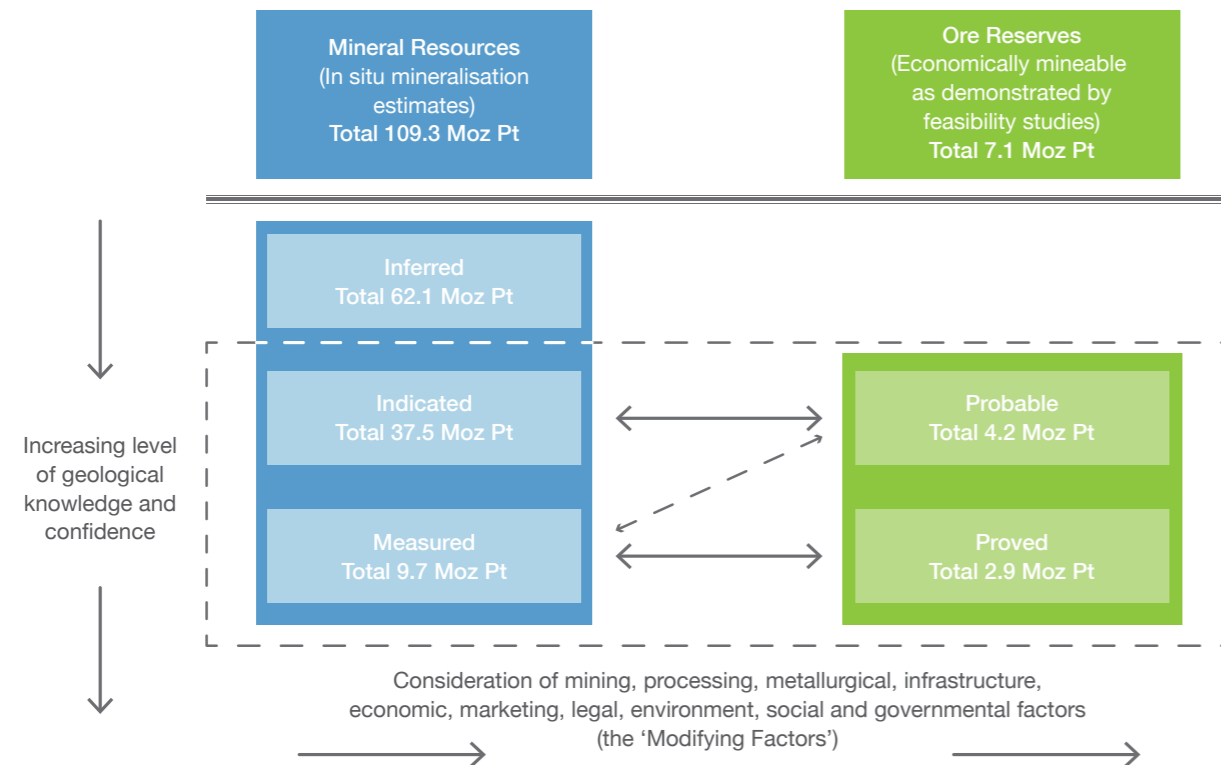 Mineral Resources
(In situ mineralisation
estimates)
Total 109.3 Moz Pt
Ore Reserves
(Economically mineable
as demonstrated by
feasibility studies)
Total 7.1 Moz Pt
Inferred
Total 62.1 Moz Pt
Indicated
Total 37.5 Moz Pt
Probable
Total 4.2 Moz Pt
Increasing level
of geological
knowledge and
confidence
Measured
Total 9.7 Moz Pt
Proved
Total 2.9 Moz Pt
Consideration of mining, processing, metallurgical, infrastructure,
economic, marketing, legal, environment, social and governmental factors
(the ‘Modifying Factors’)